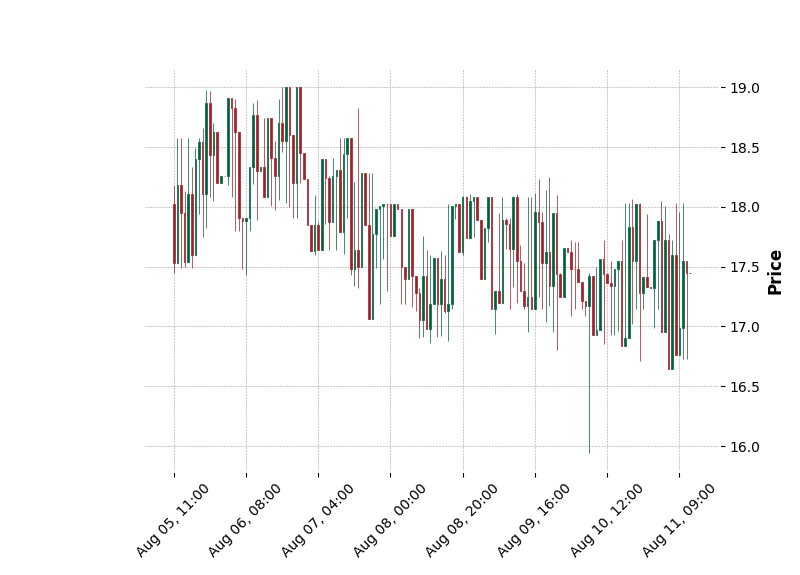 19.0
18.5
18.0
17.5
17.0
16.5
16.0
Price
Aug 05, 11:00
Aug 06, 08:00
Aug 07, 04:00
Aug 08, 00:00
Aug 08, 20:00
Aug 09, 16:00
Aug 10, 12:00
Aug 11, 09:00